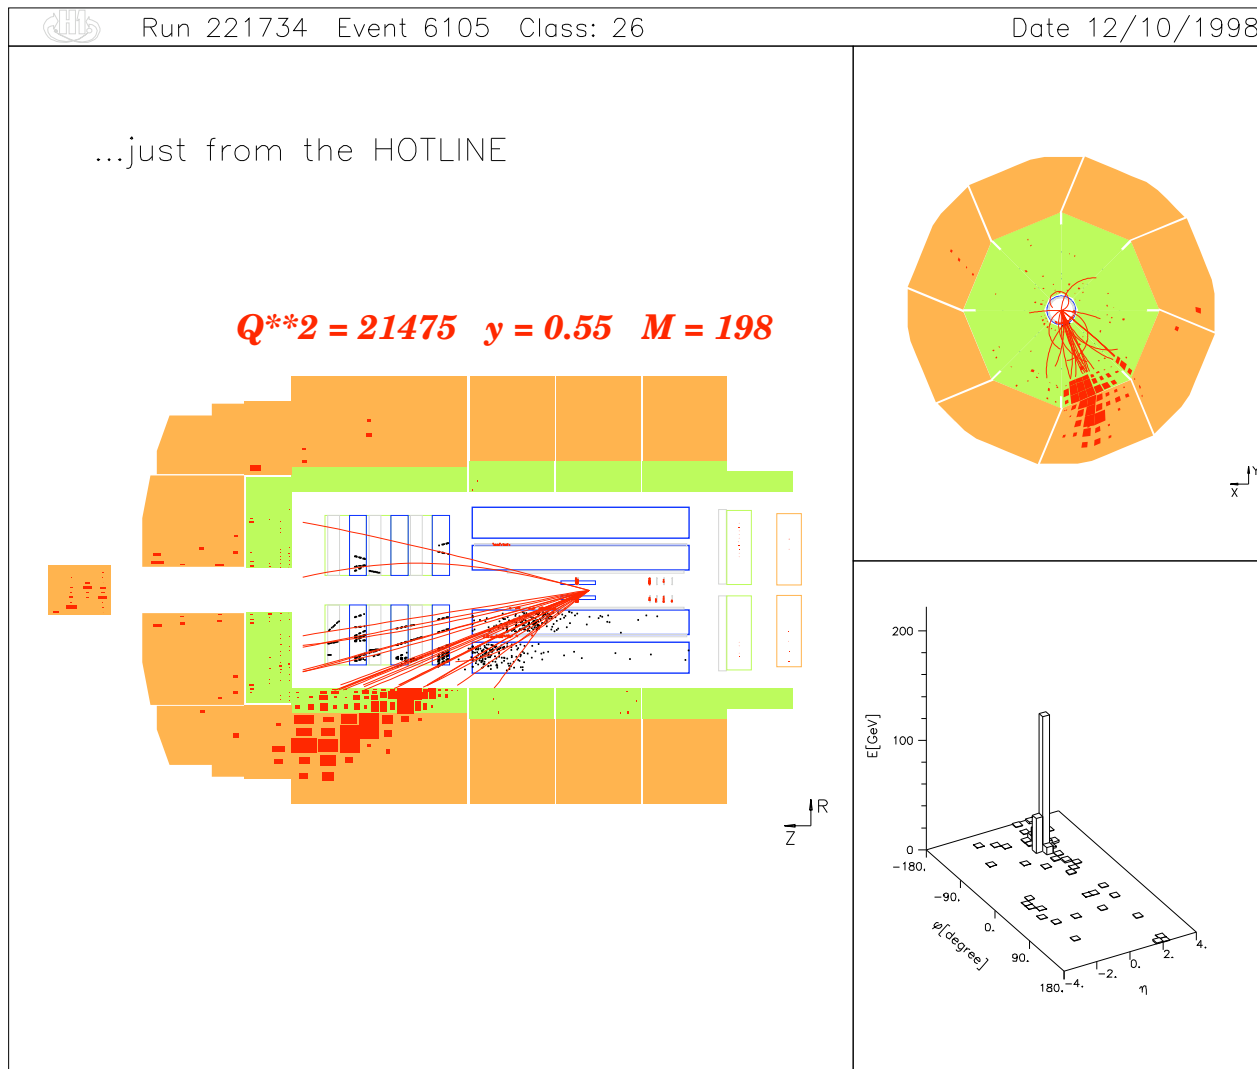 H1 Run 221734 Event 6105 Class: 26 Date 12/10/1998
...just from the HOTLINE
Q**2 = 21475 y = 0.55 M = 198
Y
X
R
Z
E[GeV]
200
100
0
-180.
-90.
0.
90.
180.
φ[degree]
-4.
-2.
0.
2.
4.
η